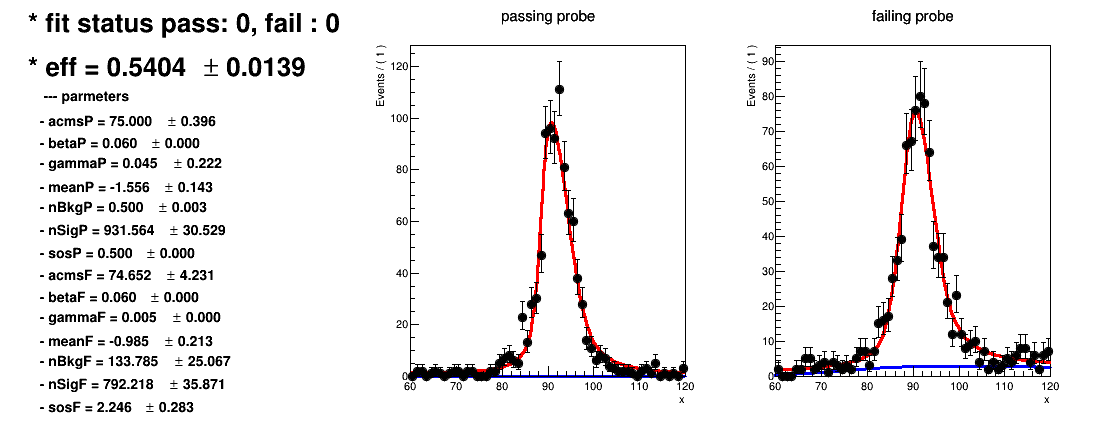 * fit status pass: 0, fail : 0
* eff = 0.5404 ± 0.0139
--- parmeters
- acmsP = 75.000 ± 0.396
- betaP = 0.060 ± 0.000
- gammaP = 0.045 ± 0.222
- meanP = -1.556 ± 0.143
- nBkgP = 0.500 ± 0.003
- nSigP = 931.564 ± 30.529
- sosP = 0.500 ± 0.000
- acmsF = 74.652 ± 4.231
- betaF = 0.060 ± 0.000
- gammaF = 0.005 ± 0.000
- meanF = -0.985 ± 0.213
- nBkgF = 133.785 ± 25.067
- nSigF = 792.218 ± 35.871
- sosF = 2.246 ± 0.283
passing probe
Events / ( 1 )
120
100
80
60
40
20
0
60 70 80 90 100 110 120
x
failing probe
Events / ( 1 )
90
80
70
60
50
40
30
20
10
0
60 70 80 90 100 110 120
x